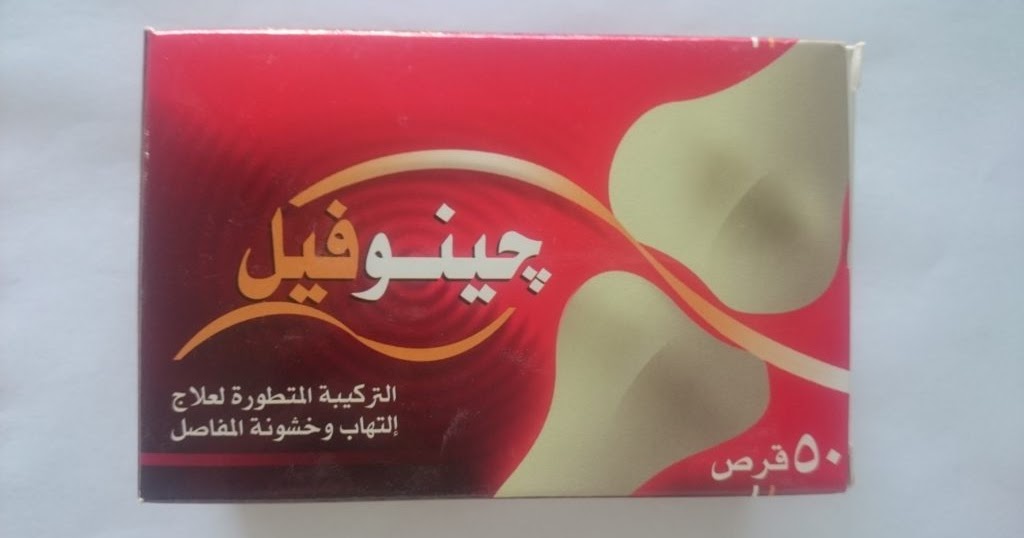 چينوفيل
التركيبة المتطورة لعلاج
إلتهاب وخشونة المفاصل
٥٠ قرص